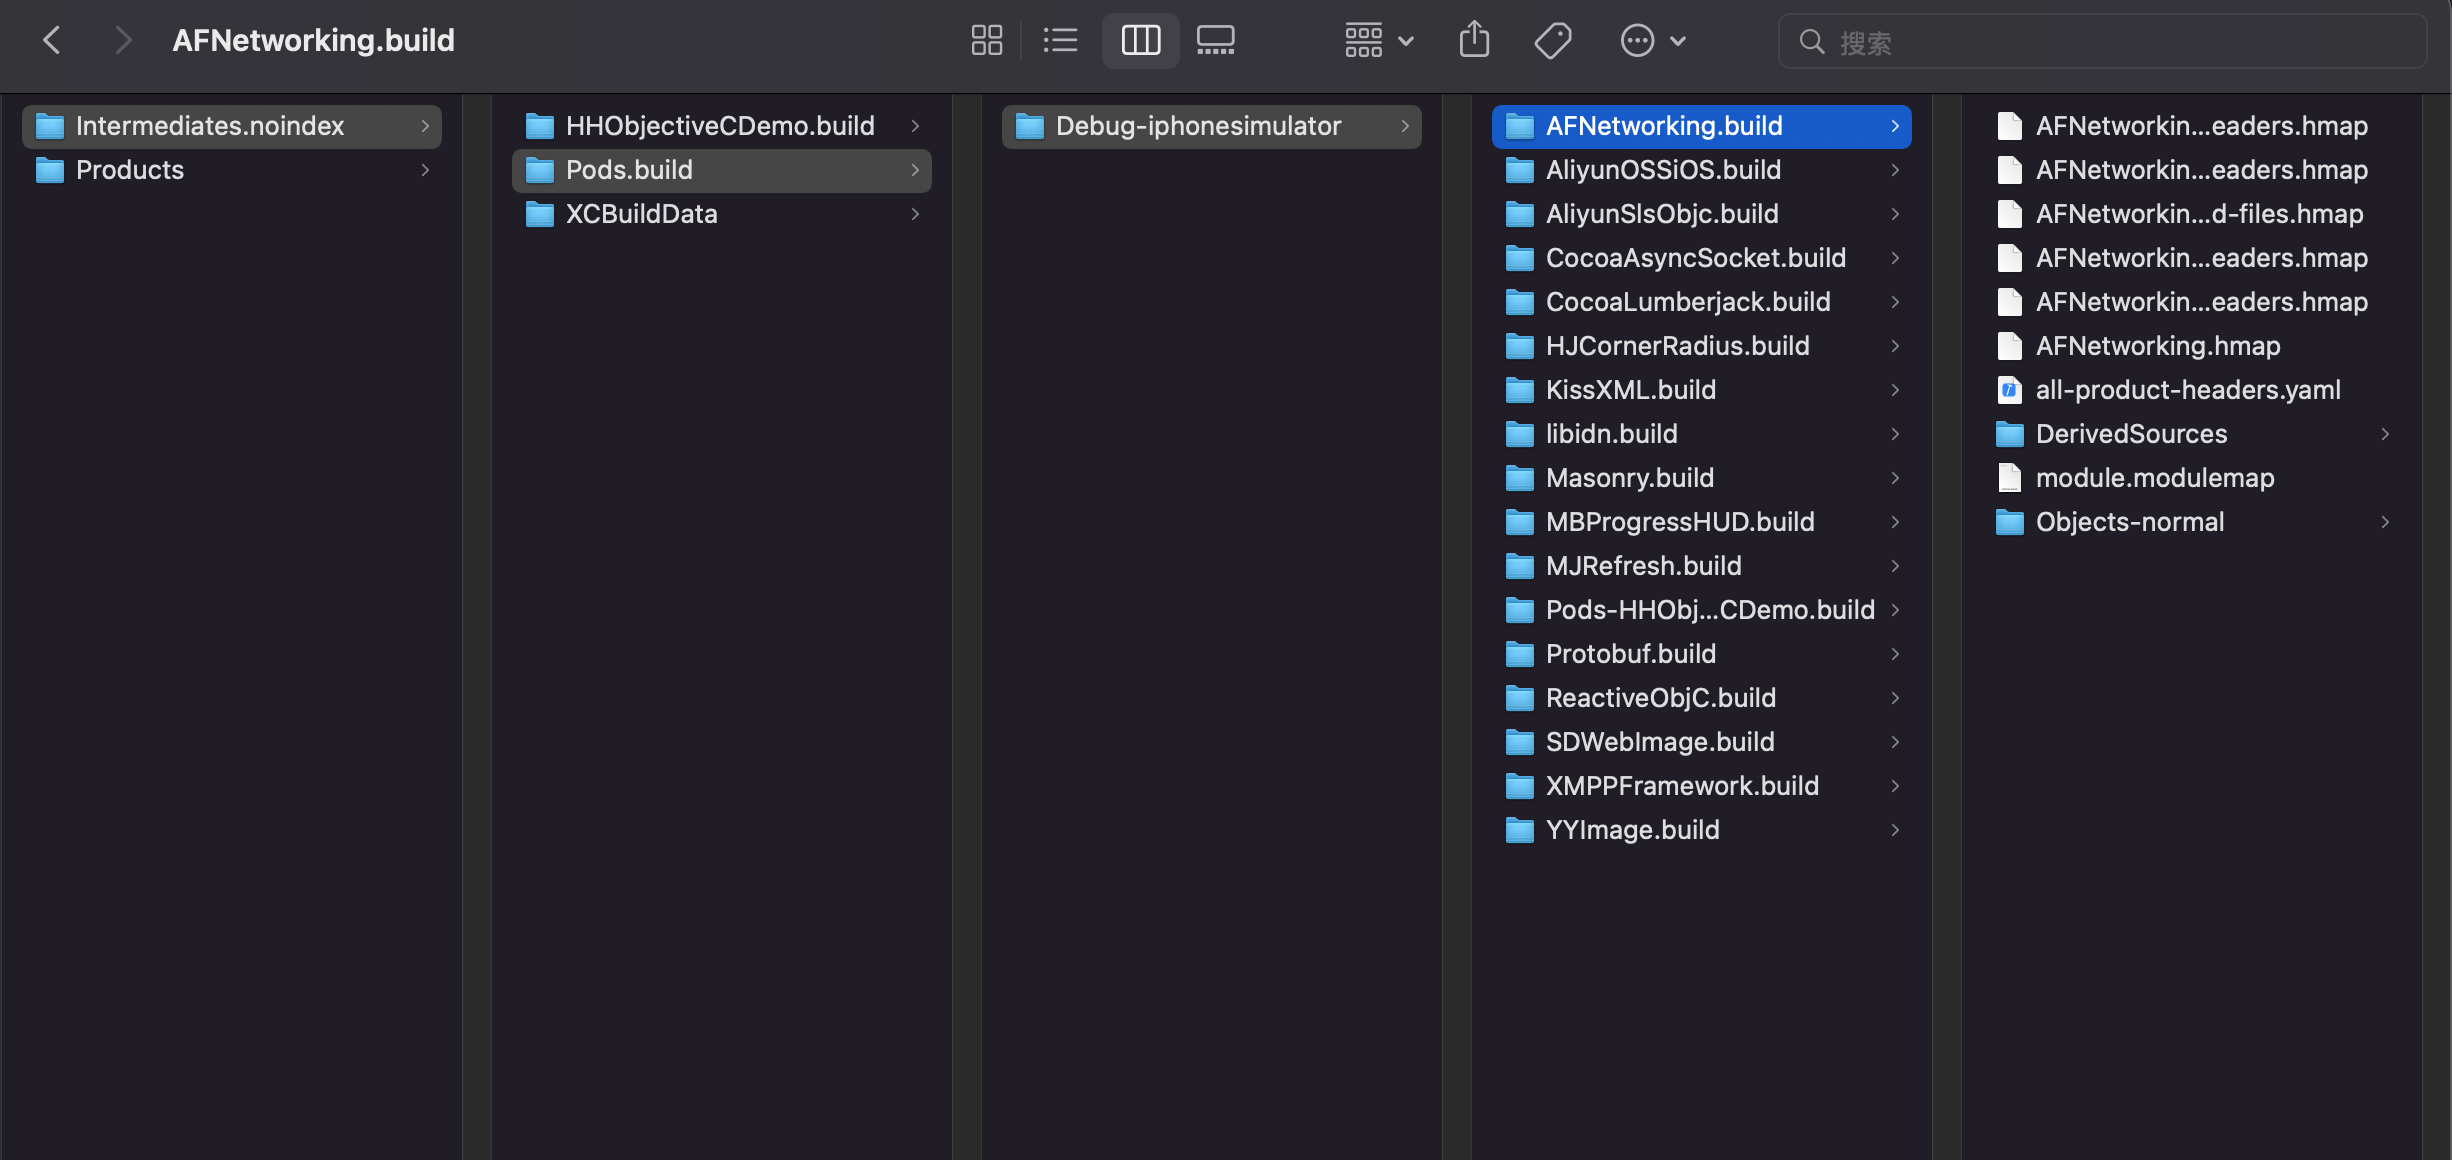 AFNetworking.build
搜索
Intermediates.noindex
Products
HHObjectiveCDemo.build
Pods.build
XCBuildData
Debug-iphonesimulator
AFNetworking.build
AliyunOSSiOS.build
AliyunSlsObjc.build
CocoaAsyncSocket.build
CocoaLumberjack.build
HJCornerRadius.build
KissXML.build
libidn.build
Masonry.build
MBProgressHUD.build
MJRefresh.build
Pods-HHObj...CDemo.build
Protobuf.build
ReactiveObjC.build
SDWebImage.build
XMPPFramework.build
YYImage.build
AFNetworkin...eaders.hmap
AFNetworkin...eaders.hmap
AFNetworkin...d-files.hmap
AFNetworkin...eaders.hmap
AFNetworkin...eaders.hmap
AFNetworking.hmap
all-product-headers.yaml
DerivedSources
module.modulemap
Objects-normal